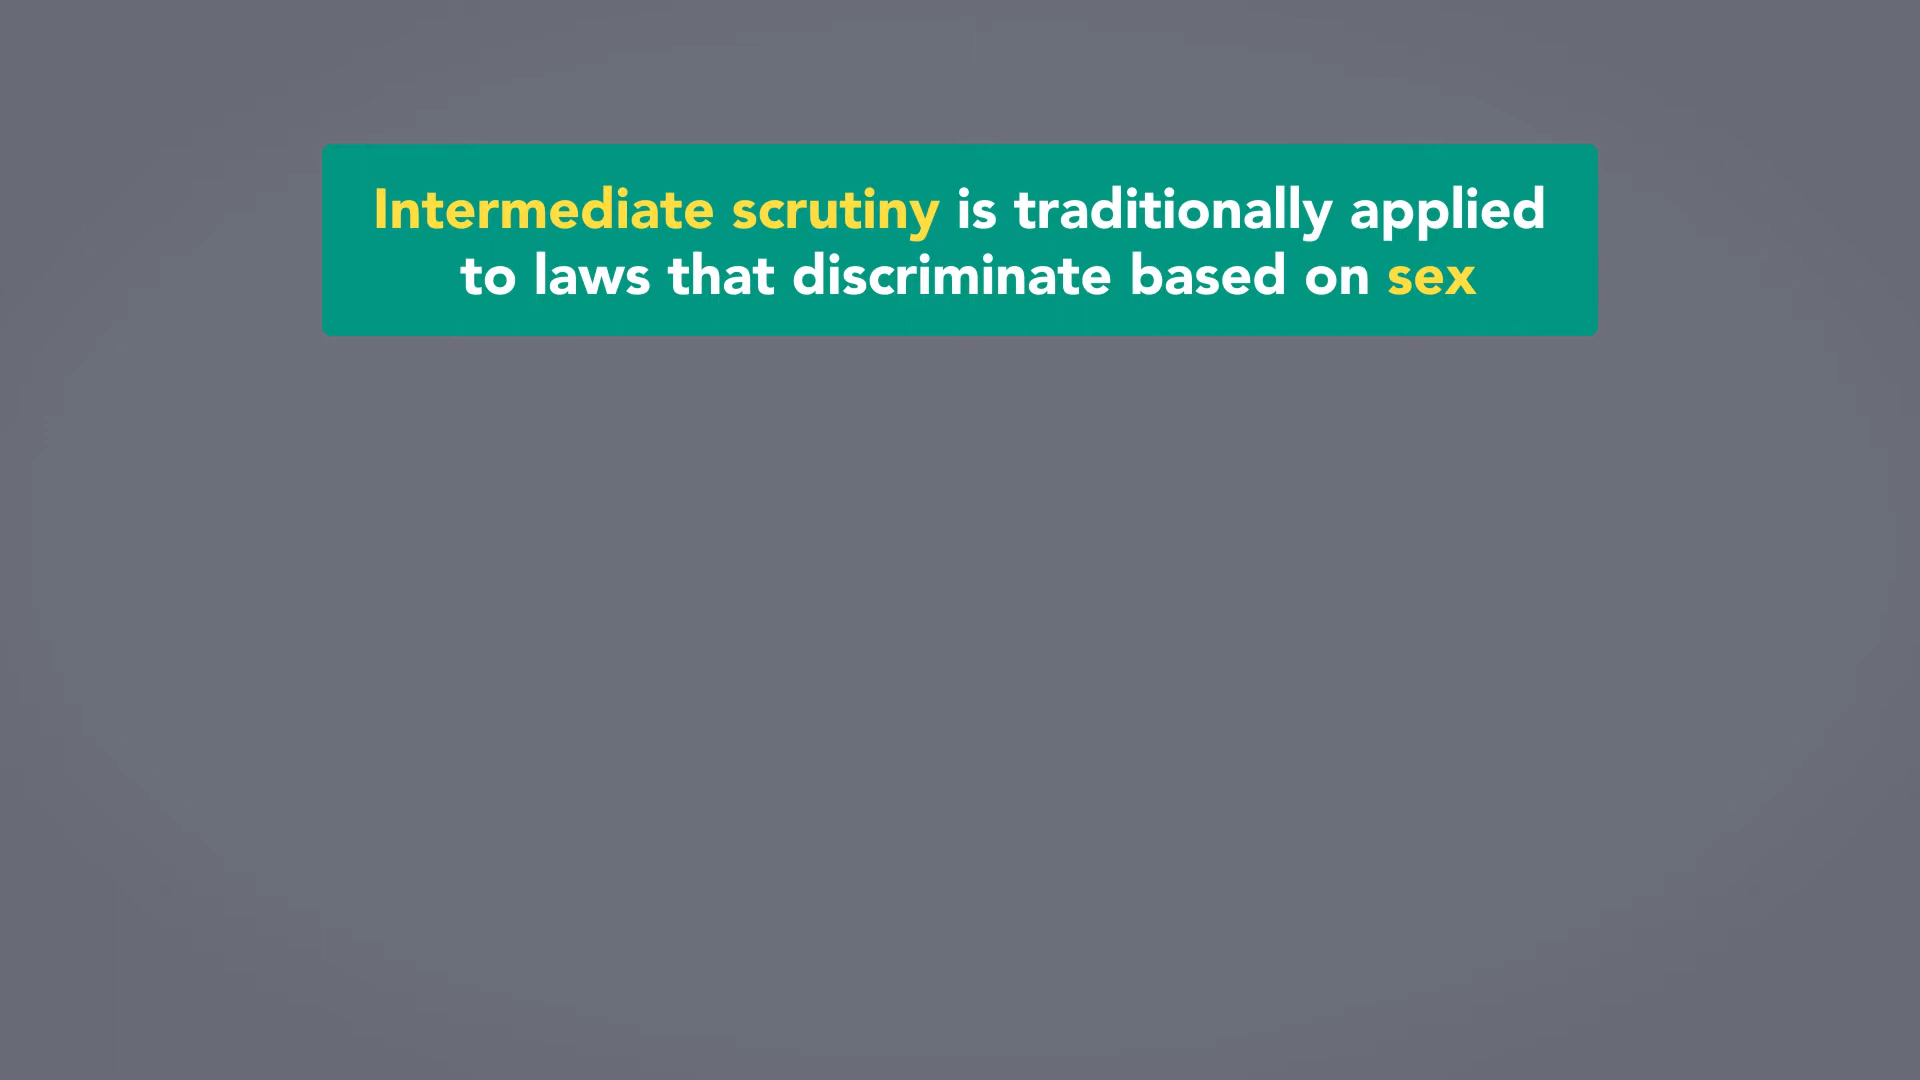 Intermediate scrutiny is traditionally applied
to laws that discriminate based on sex